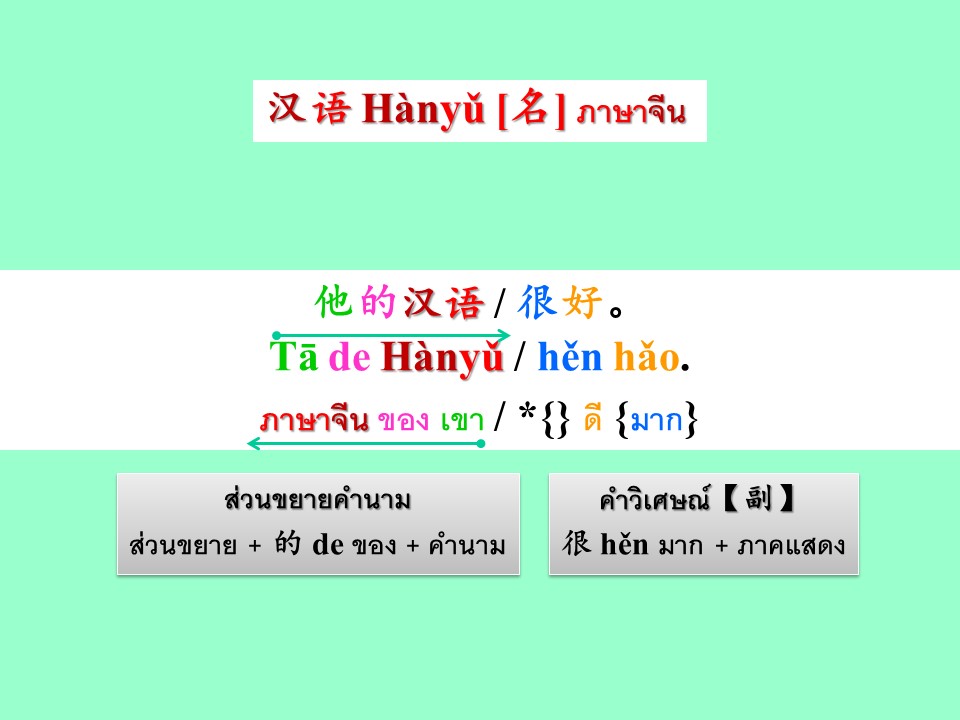 汉语 Hànyǔ [名] ภาษาจีน
他的汉语 / 很好。
Tā de Hànyǔ / hěn hǎo.
ภาษาจีน ของ เขา / *{} ดี {มาก}
ส่วนขยายคำนาม
ส่วนขยาย + 的 de ของ + คำนาม
คำวิเศษณ์【副】
很 hěn มาก + ภาคแสดง